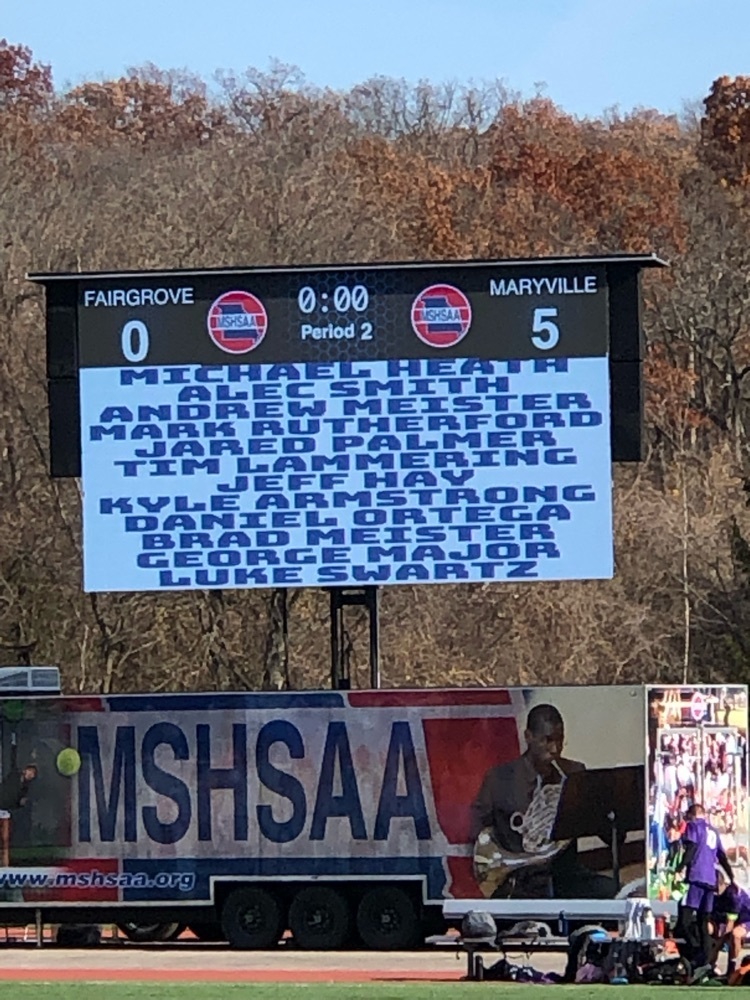 FAIRGROVE MSHSAA 0:00 MSHSAA MARYVILLE
0 Period 2 5
MICHAEL HEATH
ALEC SMITH
ANDREW MEISTER
MARK RUTHERFORD
JARED PALMER
TIM LAMMERING
JEFF HAY
KYLE ARMSTRONG
DANIEL ORTEGA
BRAD MEISTER
GEORGE MAJOR
LUKE SWARTZ
MSHSAA
www.mshsaa.org